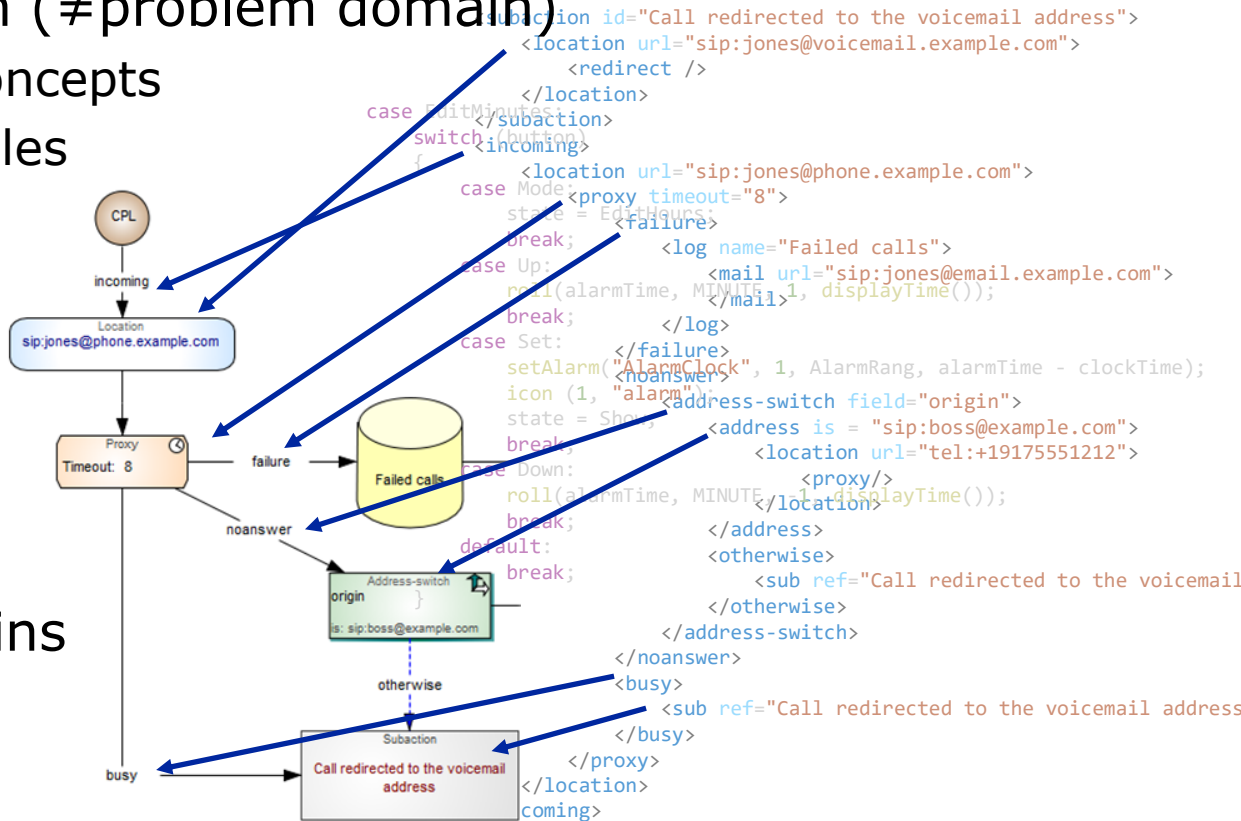 n (≠problem domain)
oncepts
les
ins
CPL
incoming
Location
sip:jones@phone.example.com
Proxy
Timeout: 8
failure
Failed calls
noanswer
Address-switch
origin
is: sip:boss@example.com
otherwise
busy
Subaction
Call redirected to the voicemail
address
case EditMinutes:
switch (button)
{
case Mode:
state = EditHours;
break;
case Up:
roll(alarmTime, MINUTE, 1, displayTime());
break;
case Set:
setAlarm("AlarmClock", 1, AlarmRang, alarmTime - clockTime);
icon (1, "alarm");
state = Show;
break;
case Down:
roll(alarmTime, MINUTE, -1, displayTime());
break;
default:
break;
}
<subaction id="Call redirected to the voicemail address">
<location url="sip:jones@voicemail.example.com">
<redirect />
</location>
</subaction>
<incoming>
<location url="sip:jones@phone.example.com">
<proxy timeout="8">
<failure>
<log name="Failed calls">
<mail url="sip:jones@email.example.com">
</mail>
</log>
</failure>
<noanswer>
<address-switch field="origin">
<address is = "sip:boss@example.com">
<location url="tel:+19175551212">
<proxy/>
</location>
</address>
<otherwise>
<sub ref="Call redirected to the voicemail
</otherwise>
</address-switch>
</noanswer>
<busy>
<sub ref="Call redirected to the voicemail address
</busy>
</proxy>
</location>
coming>